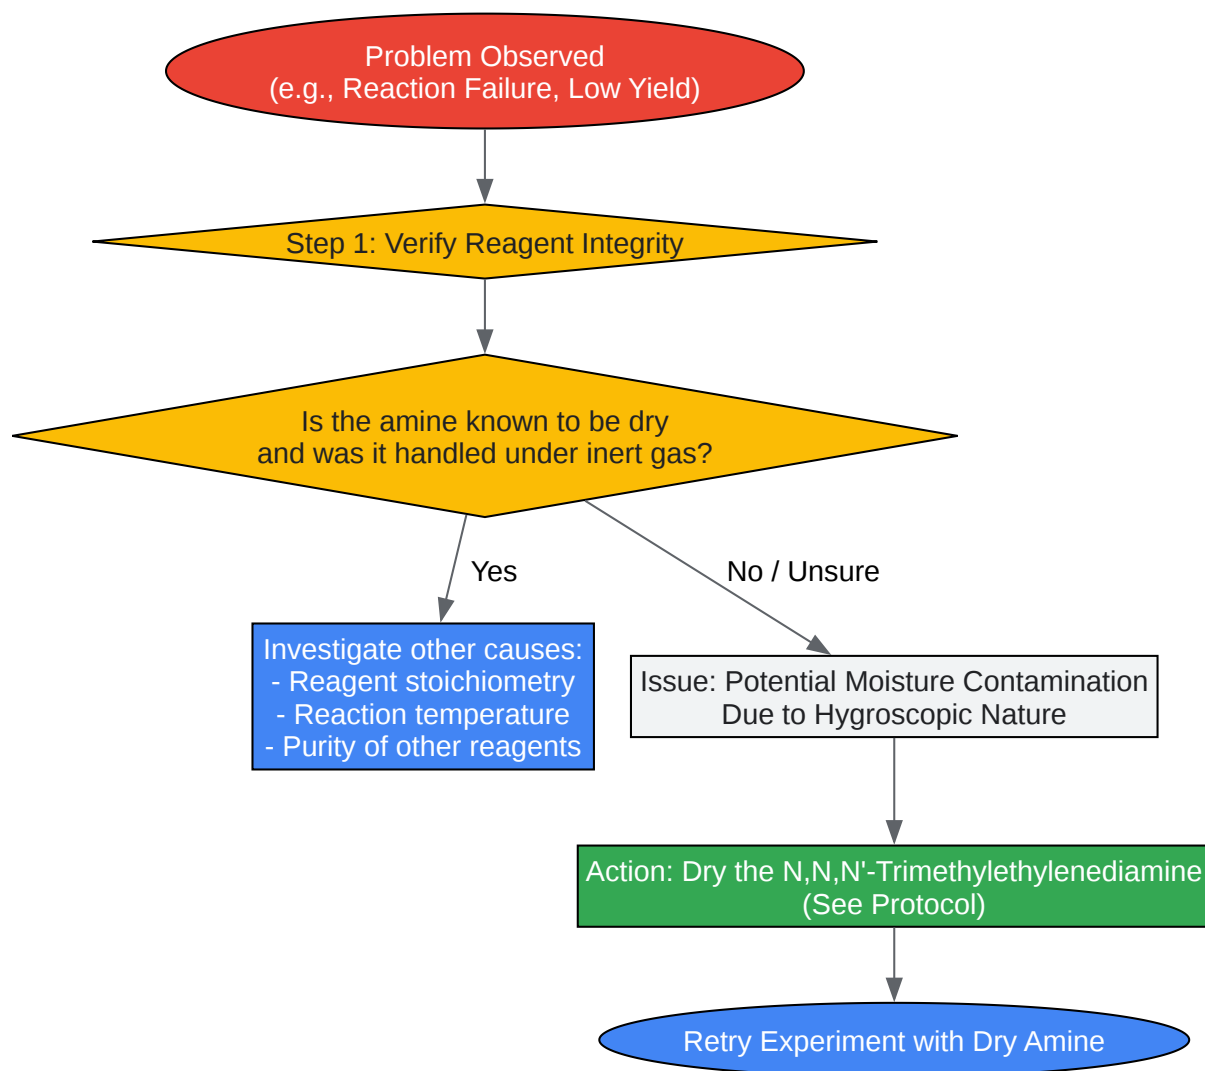 Problem Observed
(e.g., Reaction Failure, Low Yield)
Step 1: Verify Reagent Integrity
Is the amine known to be dry
and was it handled under inert gas?
Yes
No / Unsure
Investigate other causes:
- Reagent stoichiometry
- Reaction temperature
- Purity of other reagents
Issue: Potential Moisture Contamination
Due to Hygroscopic Nature
Action: Dry the N,N,N'-Trimethylethylenediamine
(See Protocol)
Retry Experiment with Dry Amine